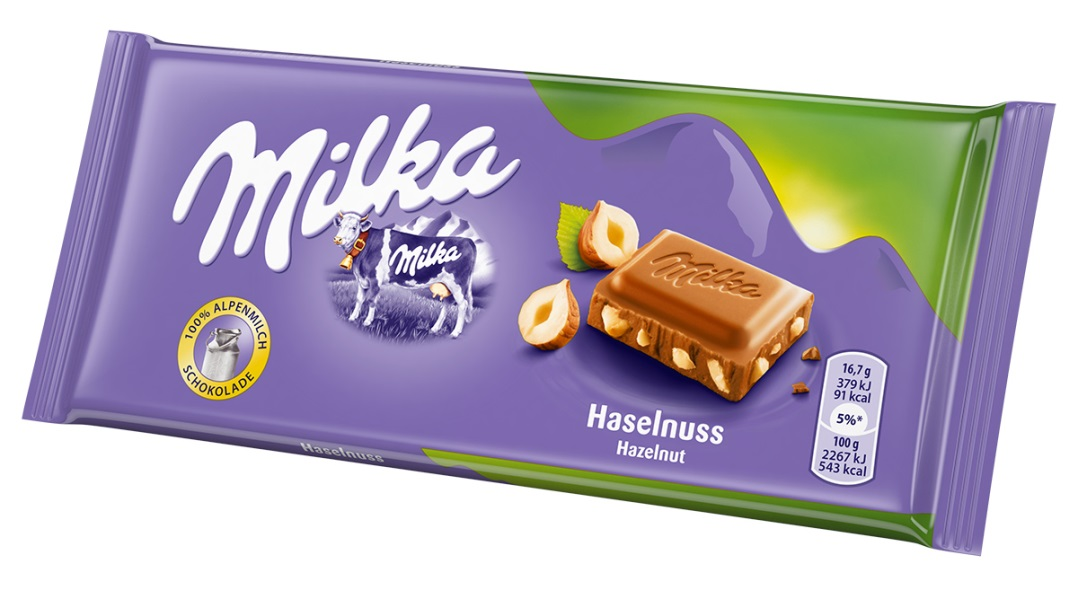 Haselnuss
Milka
Milka
100% ALPENMILCH
SCHOKOLADE
Milka
Haselnuss
Hazelnut
16,7 g
379 kJ
91 kcal
5%*
100 g
2267 kJ
543 kcal
Haselnuss